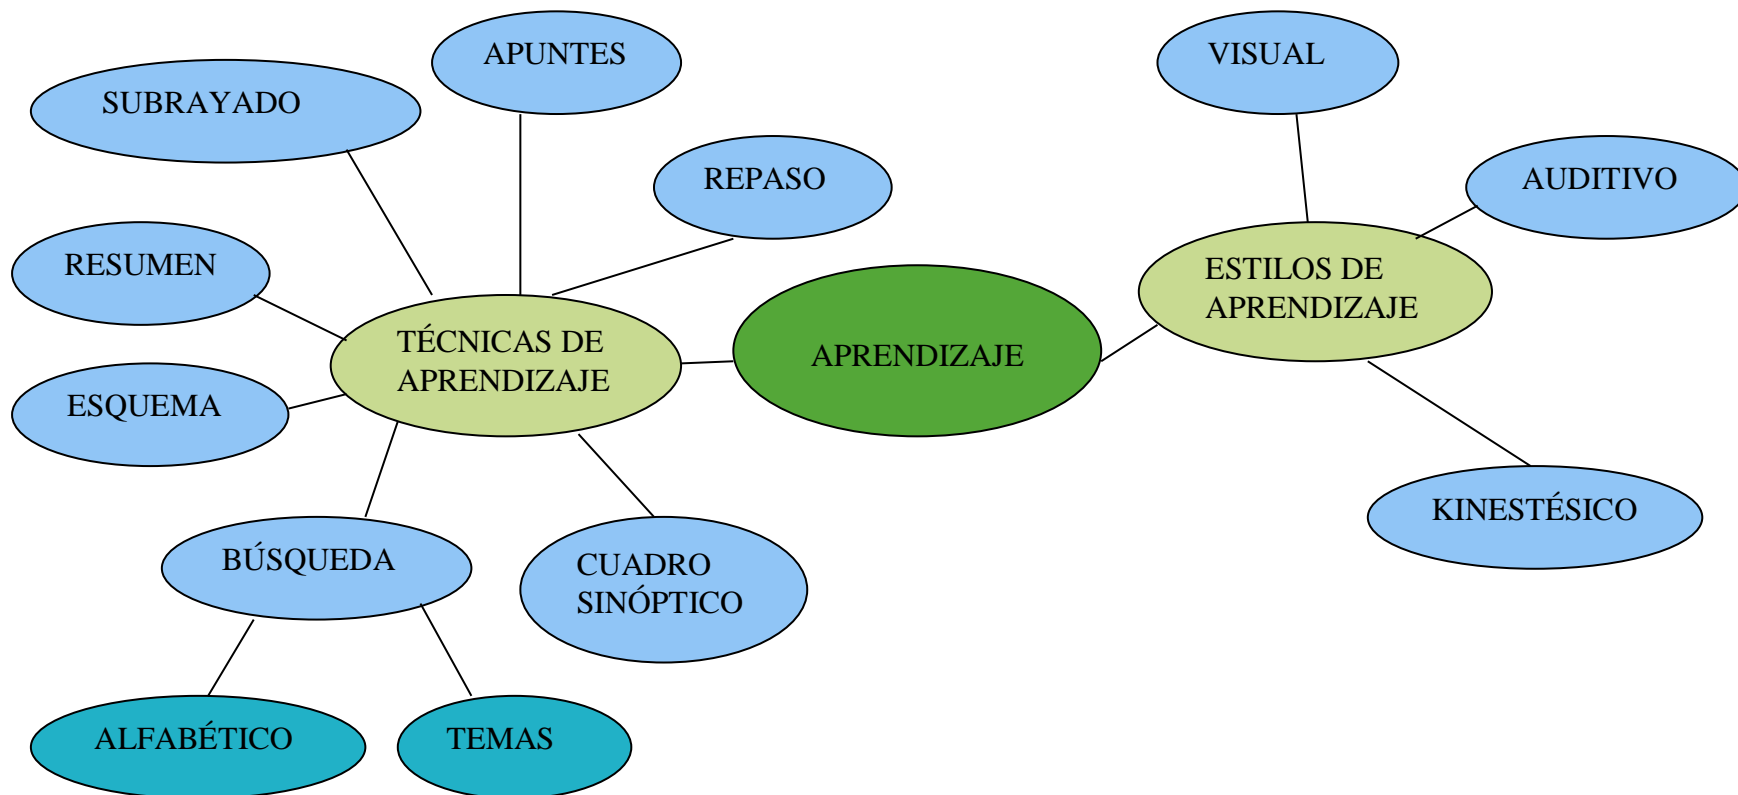 APUNTES
VISUAL
SUBRAYADO
REPASO
AUDITIVO
RESUMEN
ESTILOS DE
APRENDIZAJE
TÉCNICAS DE
APRENDIZAJE
APRENDIZAJE
ESQUEMA
KINESTÉSICO
BÚSQUEDA
CUADRO
SINÓPTICO
ALFABÉTICO
TEMAS